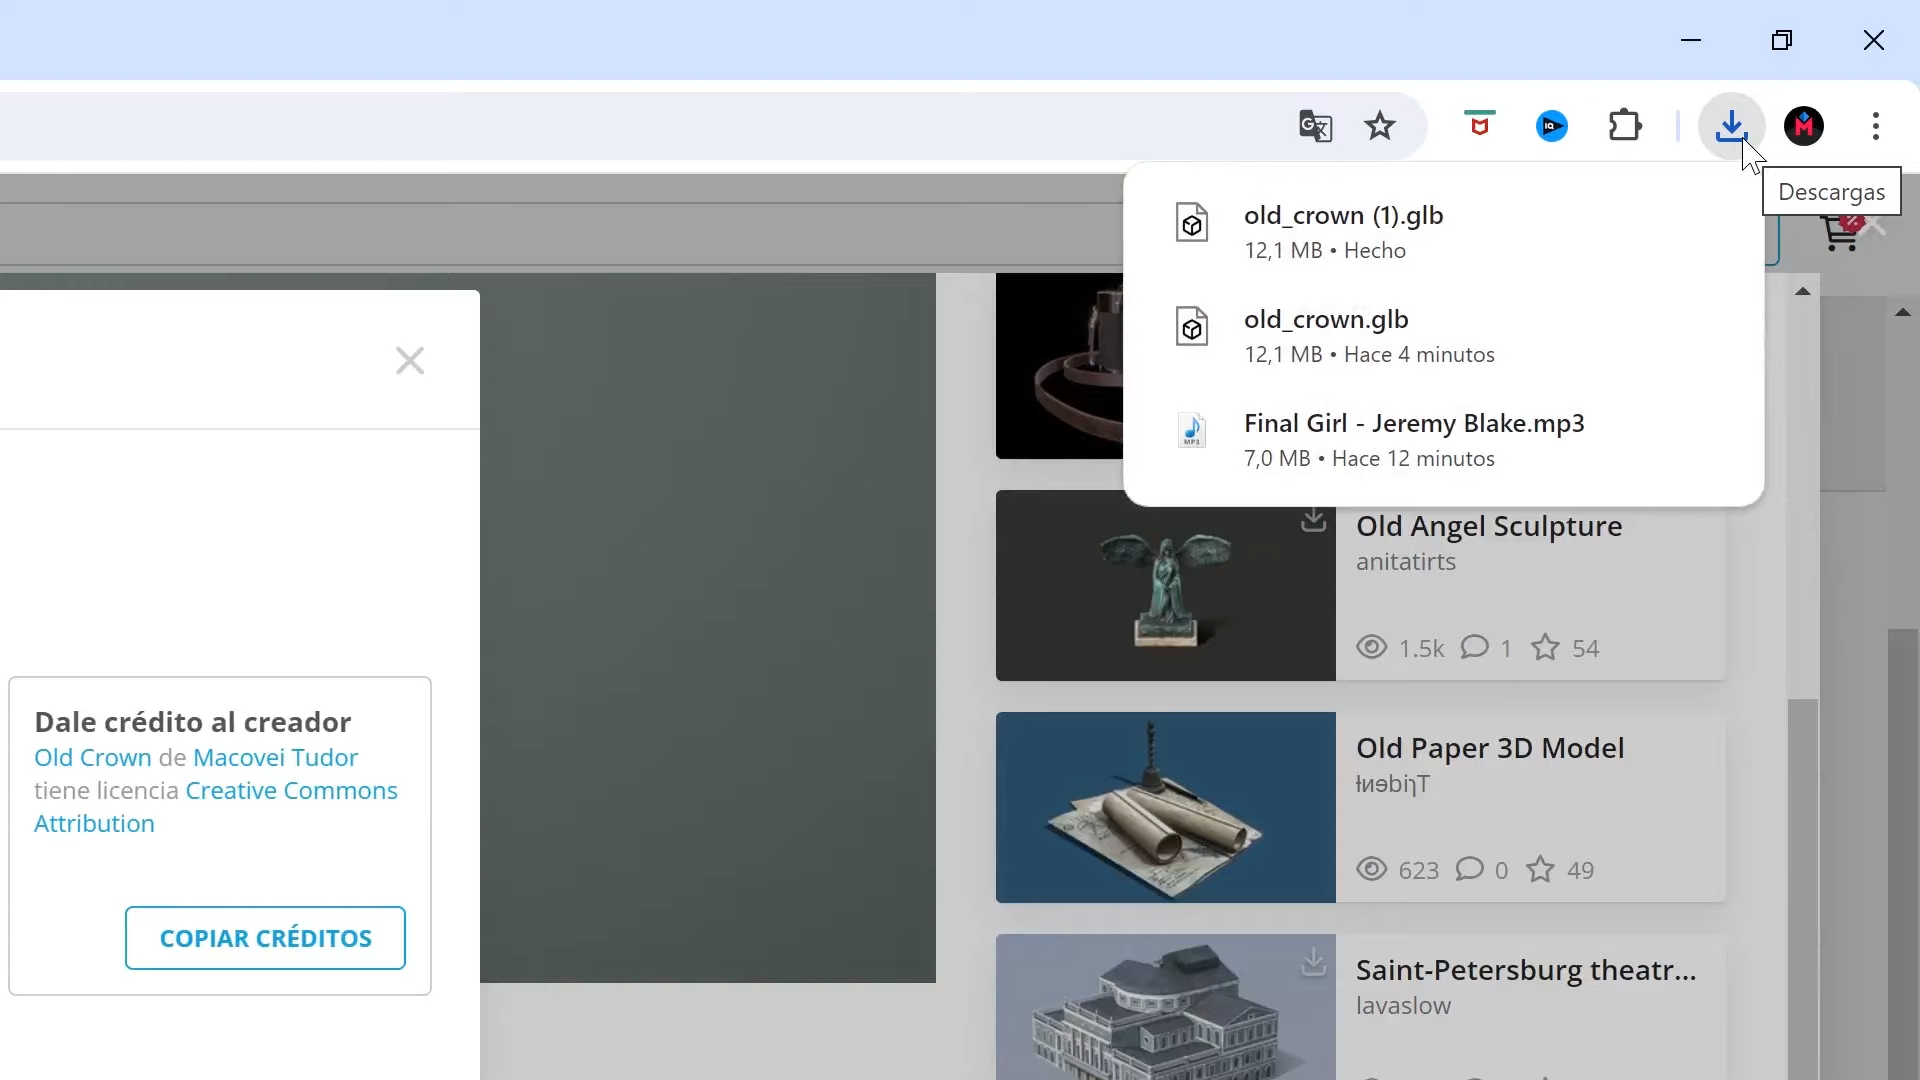 Descargas
old_crown (1).glb
12,1 MB • Hecho
old_crown.glb
12,1 MB • Hace 4 minutos
Final Girl - Jeremy Blake.mp3
7,0 MB • Hace 12 minutos
Old Angel Sculpture
anitatirts
1.5k 1 54
Old Paper 3D Model
623 0 49
Saint-Petersburg theatr...
lavaslow
Dale crédito al creador
Old Crown de Macovei Tudor
tiene licencia Creative Commons
Attribution
COPIAR CRÉDITOS